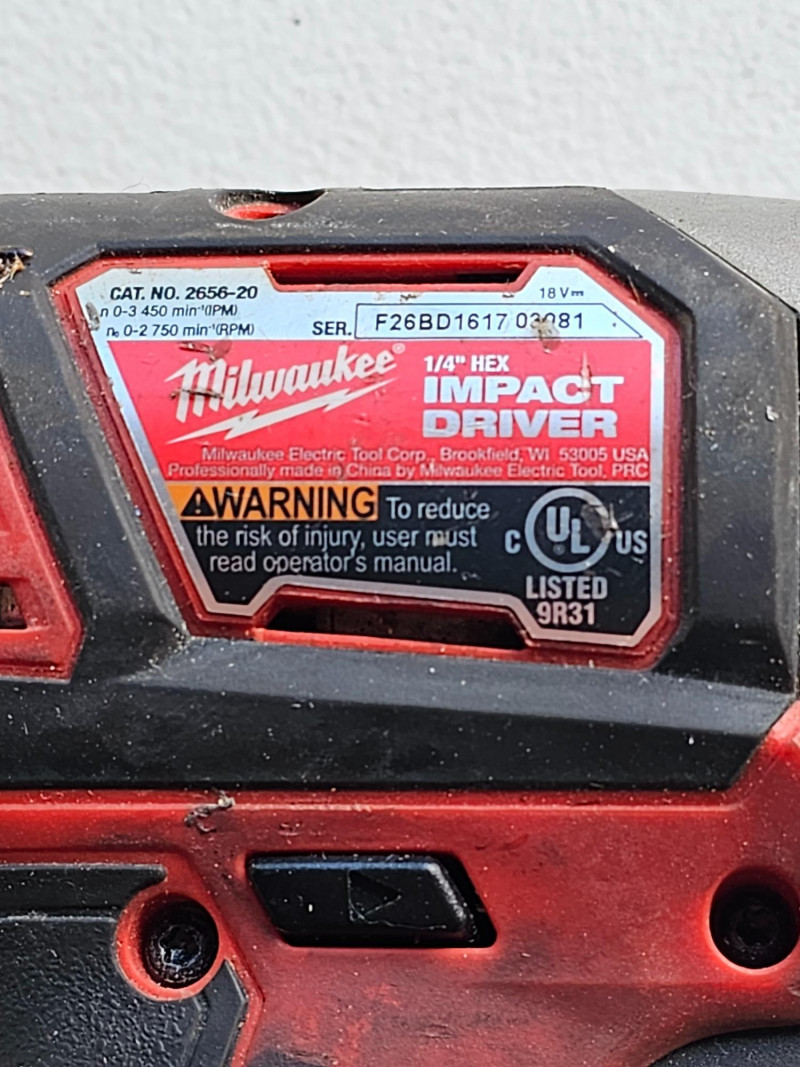 CAT. NO. 2656-20
n 0-3 450 min⁻¹(IPM)
n₀ 0-2 750 min⁻¹(RPM)
18 V⎓
SER. F26BD1617
Milwaukee®
1/4" HEX
IMPACT
DRIVER
Milwaukee Electric Tool Corp., Brookfield, WI 53005 USA
Professionally made in China by Milwaukee Electric Tool, PRC
⚠WARNING To reduce
the risk of injury, user must
read operator's manual.
C UL US
LISTED
9R31